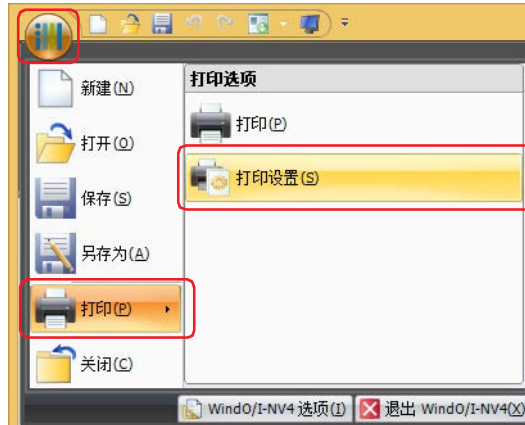 新建(N)
打开(O)
保存(S)
另存为(A)
打印(P)
关闭(C)
打印选项
打印(P)
打印设置(S)
WindO/I-NV4 选项(I)
退出 WindO/I-NV4(X)